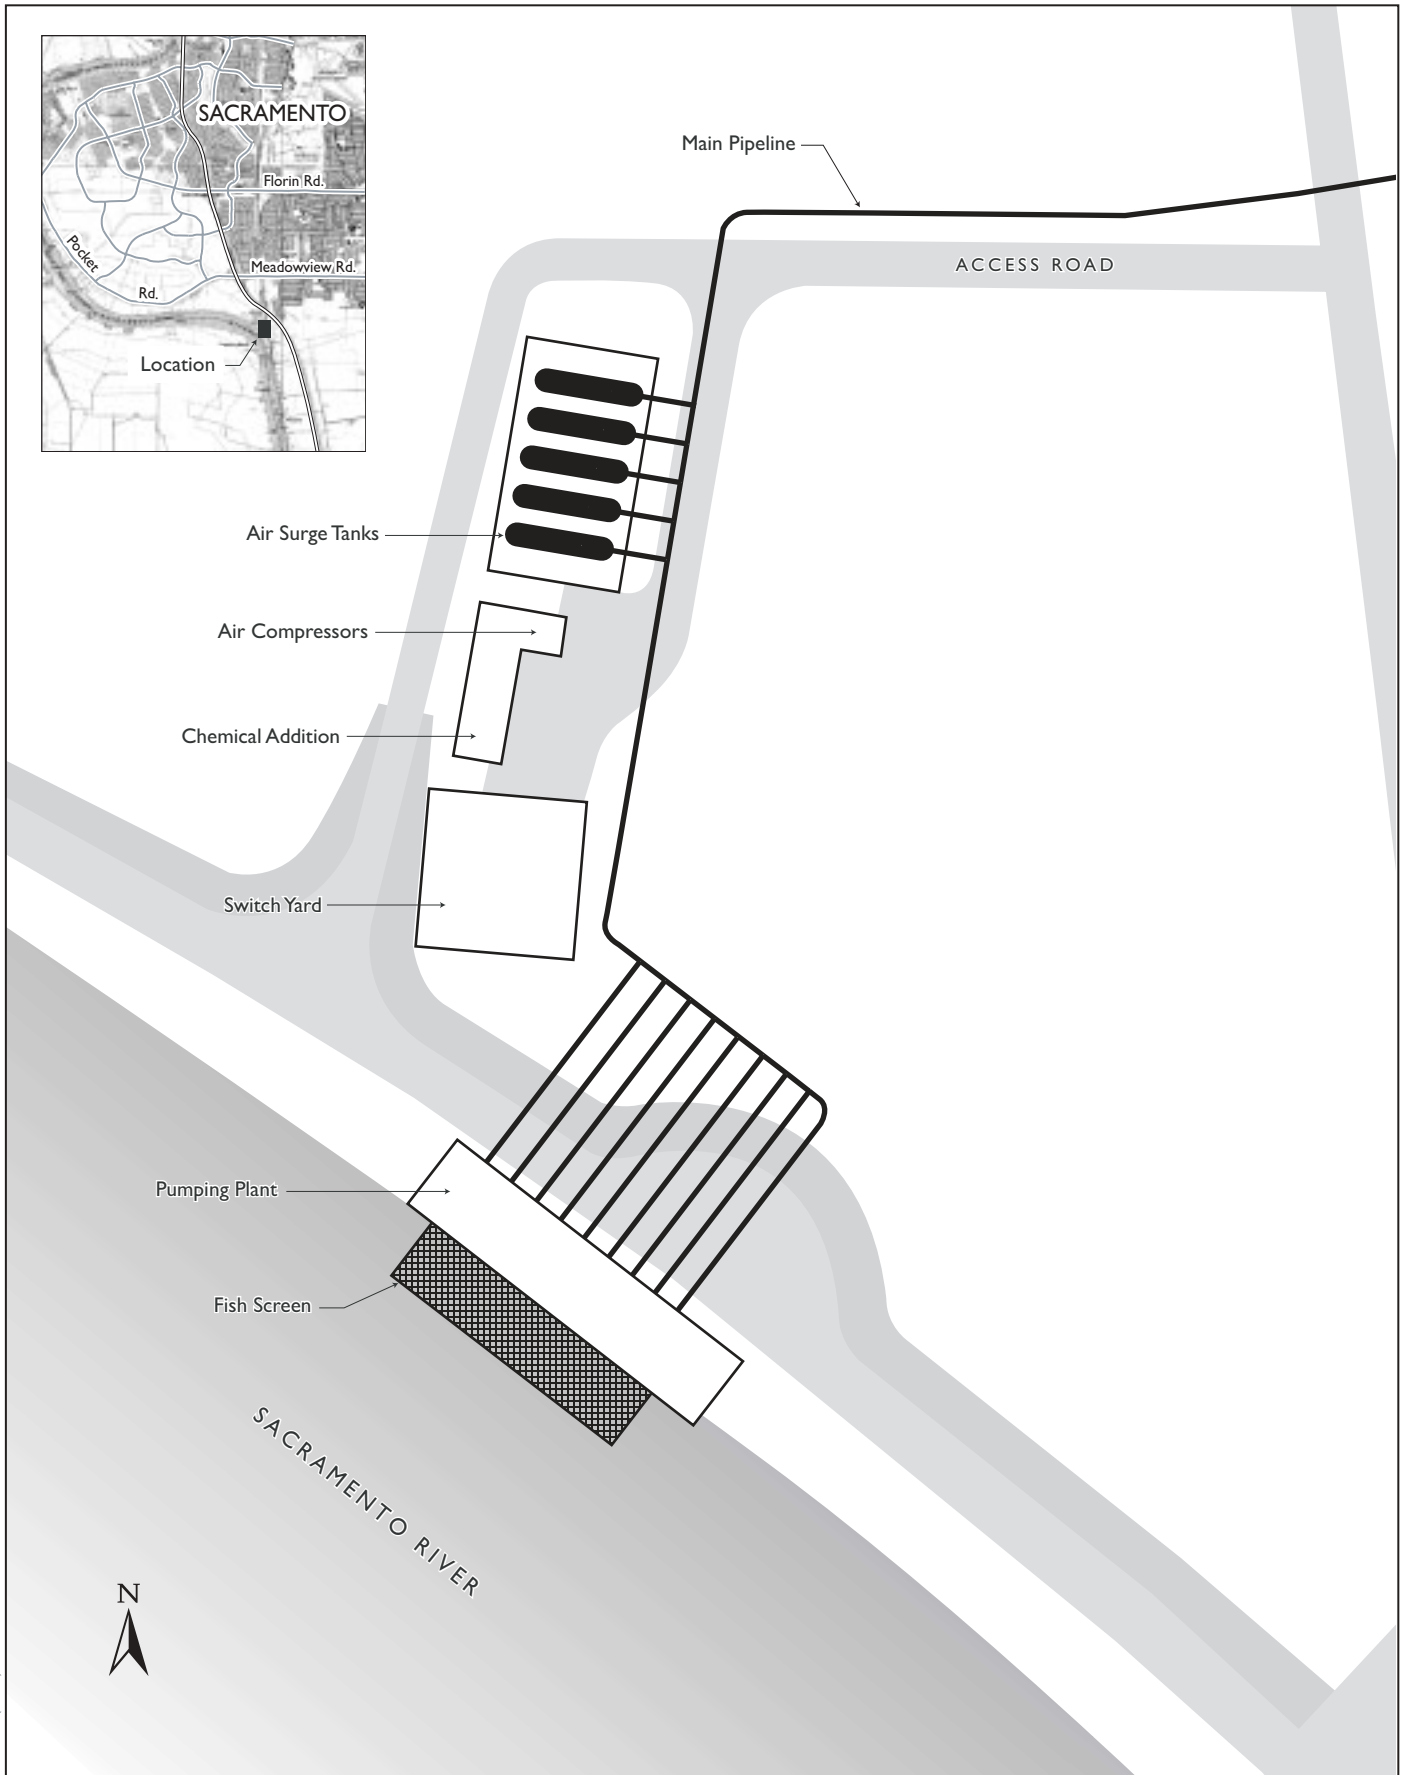 SACRAMENTO
Florin Rd.
Pocket
Meadowview Rd.
Rd.
Location
Main Pipeline
ACCESS ROAD
Air Surge Tanks
Air Compressors
Chemical Addition
Switch Yard
Pumping Plant
Fish Screen
SACRAMENTO RIVER
N